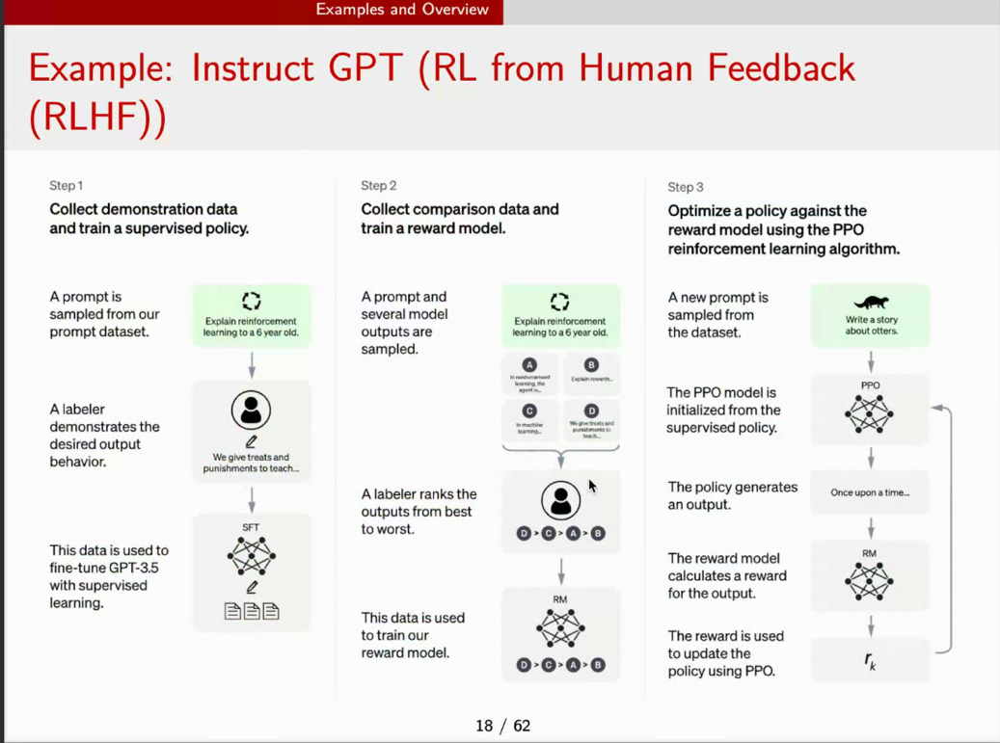 Examples and Overview
Example: Instruct GPT (RL from Human Feedback
(RLHF))
Step 1
Collect demonstration data
and train a supervised policy.
A prompt is
sampled from our
prompt dataset.
Explain reinforcement
learning to a 6 year old.
A labeler
demonstrates the
desired output
behavior.
We give treats and
punishments to teach...
This data is used to
fine-tune GPT-3.5
with supervised
learning.
SFT
Step 2
Collect comparison data and
train a reward model.
A prompt and
several model
outputs are
sampled.
Explain reinforcement
learning to a 6 year old.
A
In reinforcement
learning, the
agent is...
B
Explain rewards...
C
In machine
learning...
D
We give treats and
punishments to
teach...
A labeler ranks the
outputs from best
to worst.
D > C > A > B
This data is used
to train our
reward model.
RM
D > C > A > B
Step 3
Optimize a policy against the
reward model using the PPO
reinforcement learning algorithm.
A new prompt is
sampled from
the dataset.
Write a story
about otters.
The PPO model is
initialized from the
supervised policy.
PPO
The policy generates
an output.
Once upon a time...
The reward model
calculates a reward
for the output.
RM
The reward is used
to update the
policy using PPO.
rk
18 / 62